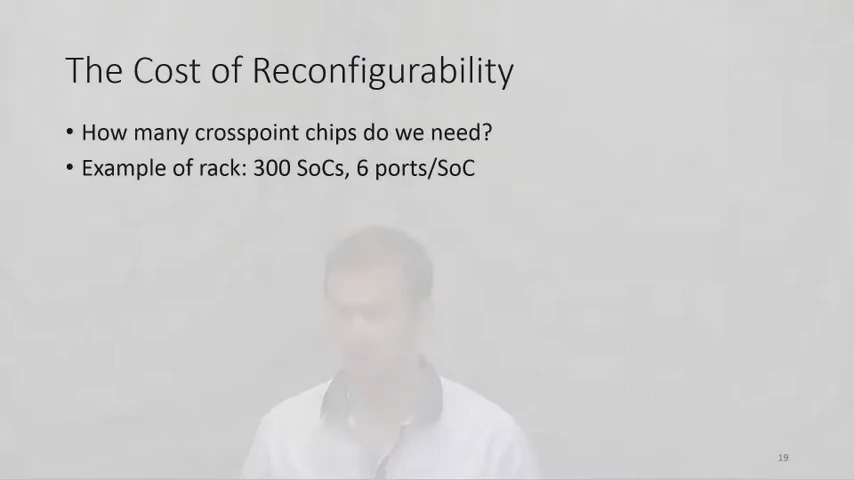 The Cost of Reconfigurability
• How many crosspoint chips do we need?
• Example of rack: 300 SoCs, 6 ports/SoC
19